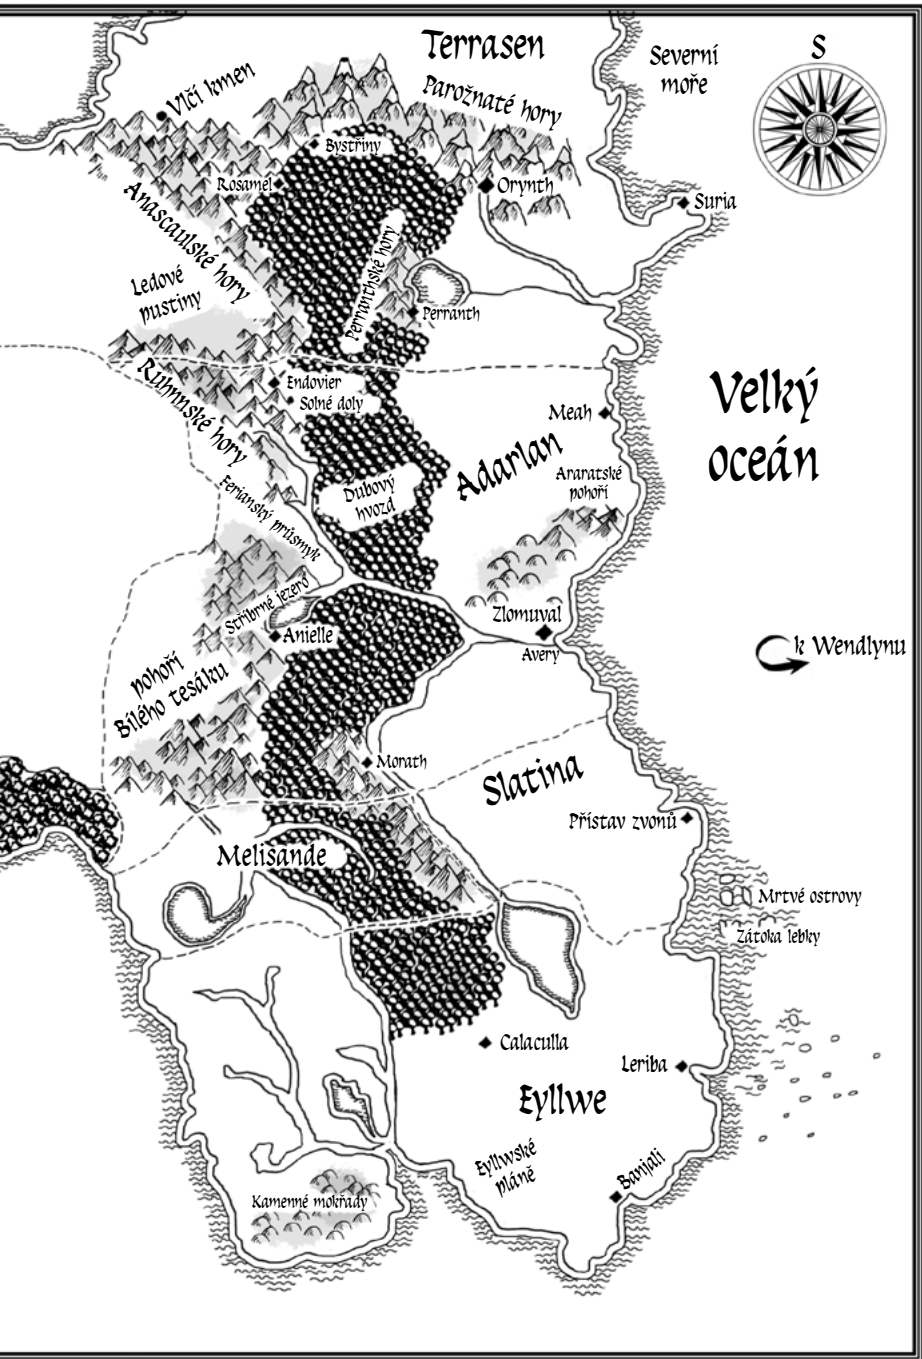 Terrasen
Severní
moře
S
Vlčí kmen
Parožnaté hory
Bystřiny
Rosamel
Orynth
Suria
Anascaulské hory
Perranthské hory
Ledové
pustiny
Perranth
Ruhnnské hory
Endovier
Solné doly
Meah
Velký
oceán
Adarlan
Araratské
pohoří
Dubový
hvozd
Ferianský průsmyk
Stříbrné jezero
Anielle
Zlomuval
Avery
k Wendlynu
pohoří
Bílého tesáku
Morath
Slatina
Přístav zvonů
Melisande
Mrtvé ostrovy
Zátoka lebky
Calaculla
Leriba
Eyllwe
Eyllwské
pláně
Banjali
Kamenné mokřady